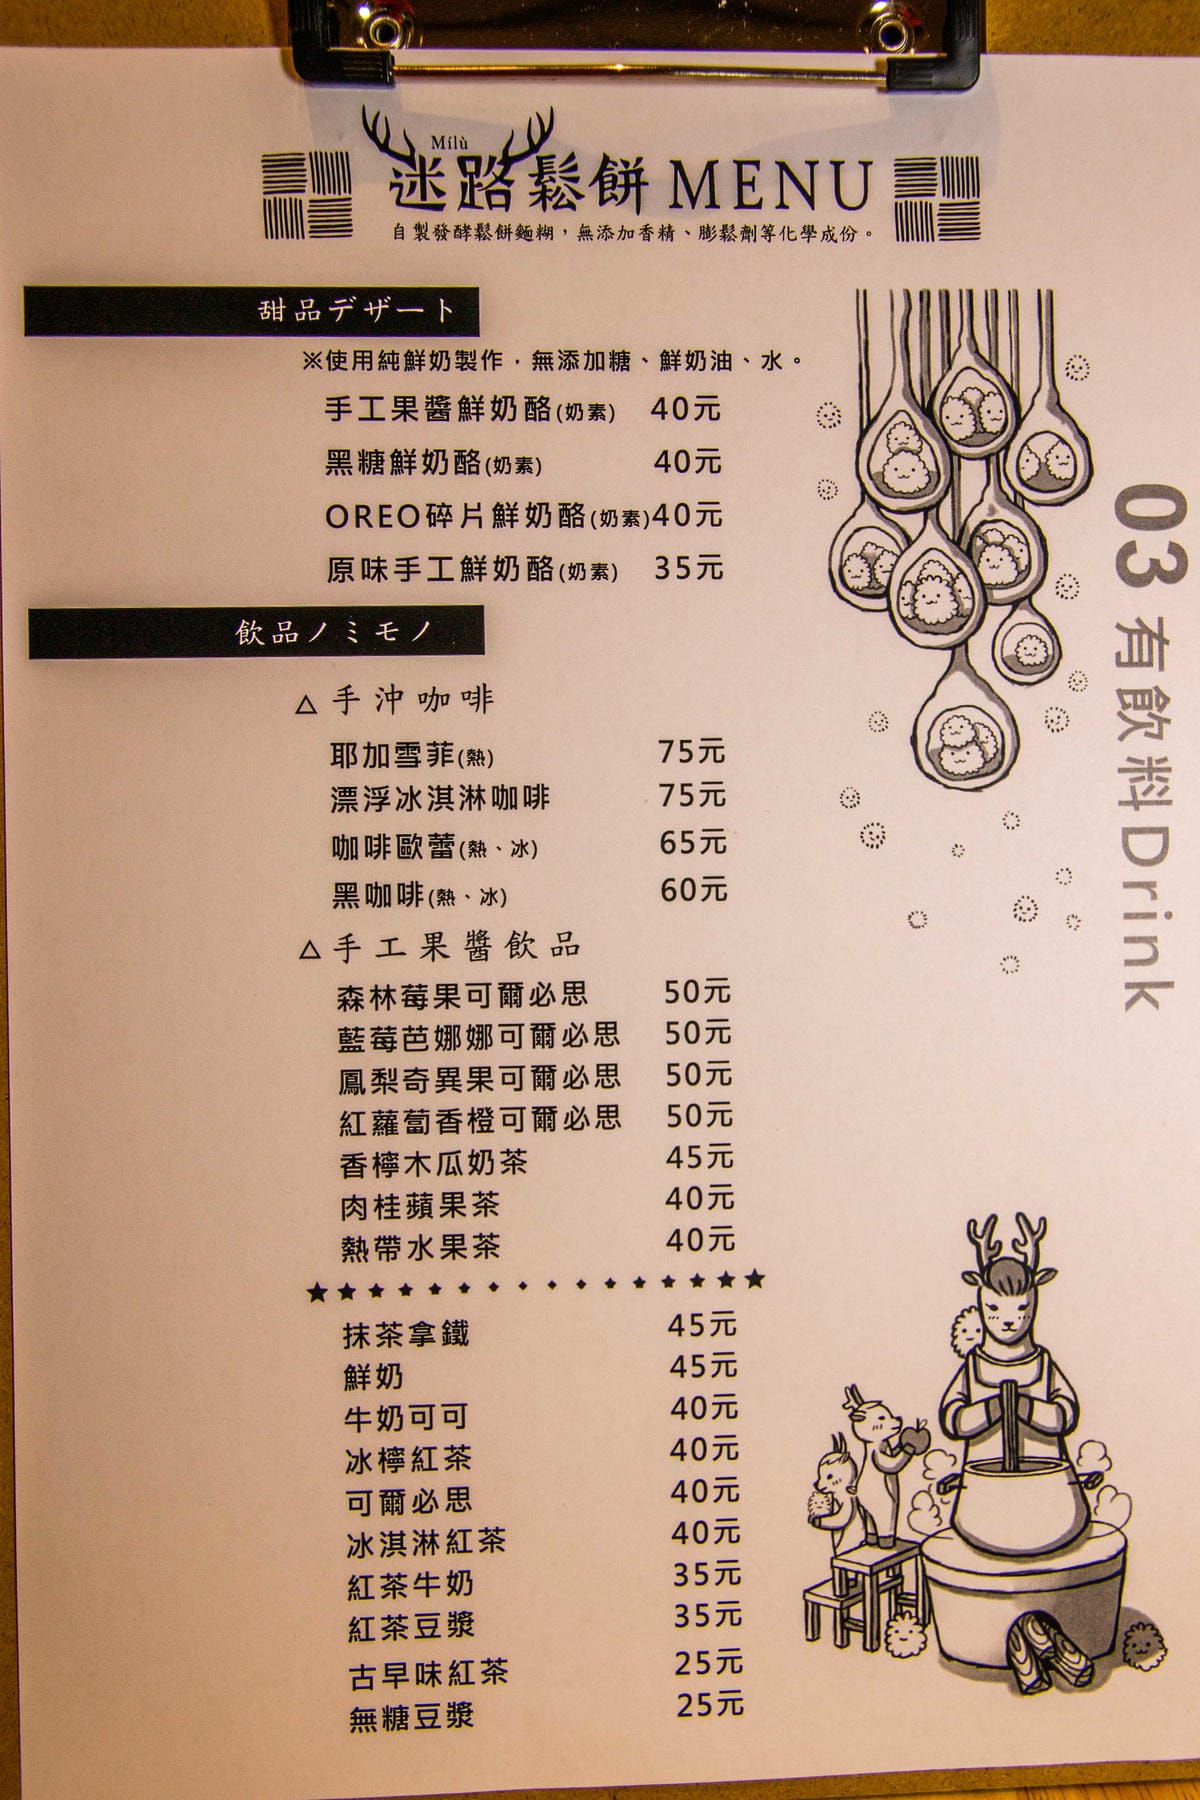 Mílù
迷路鬆餅 MENU
自製發酵鬆餅麵糊，無添加香精、膨鬆劑等化學成份。
甜品デザート
※使用純鮮奶製作，無添加糖、鮮奶油、水。
手工果醬鮮奶酪(奶素) 40元
黑糖鮮奶酪(奶素) 40元
OREO碎片鮮奶酪(奶素)40元
原味手工鮮奶酪(奶素) 35元
飲品ノミモノ
△手沖咖啡
耶加雪菲(熱) 75元
漂浮冰淇淋咖啡 75元
咖啡歐蕾(熱、冰) 65元
黑咖啡(熱、冰) 60元
△手工果醬飲品
森林莓果可爾必思 50元
藍莓芭娜娜可爾必思 50元
鳳梨奇異果可爾必思 50元
紅蘿蔔香橙可爾必思 50元
香檸木瓜奶茶 45元
肉桂蘋果茶 40元
熱帶水果茶 40元
抹茶拿鐵 45元
鮮奶 45元
牛奶可可 40元
冰檸紅茶 40元
可爾必思 40元
冰淇淋紅茶 40元
紅茶牛奶 35元
紅茶豆漿 35元
古早味紅茶 25元
無糖豆漿 25元
03 有飲料Drink